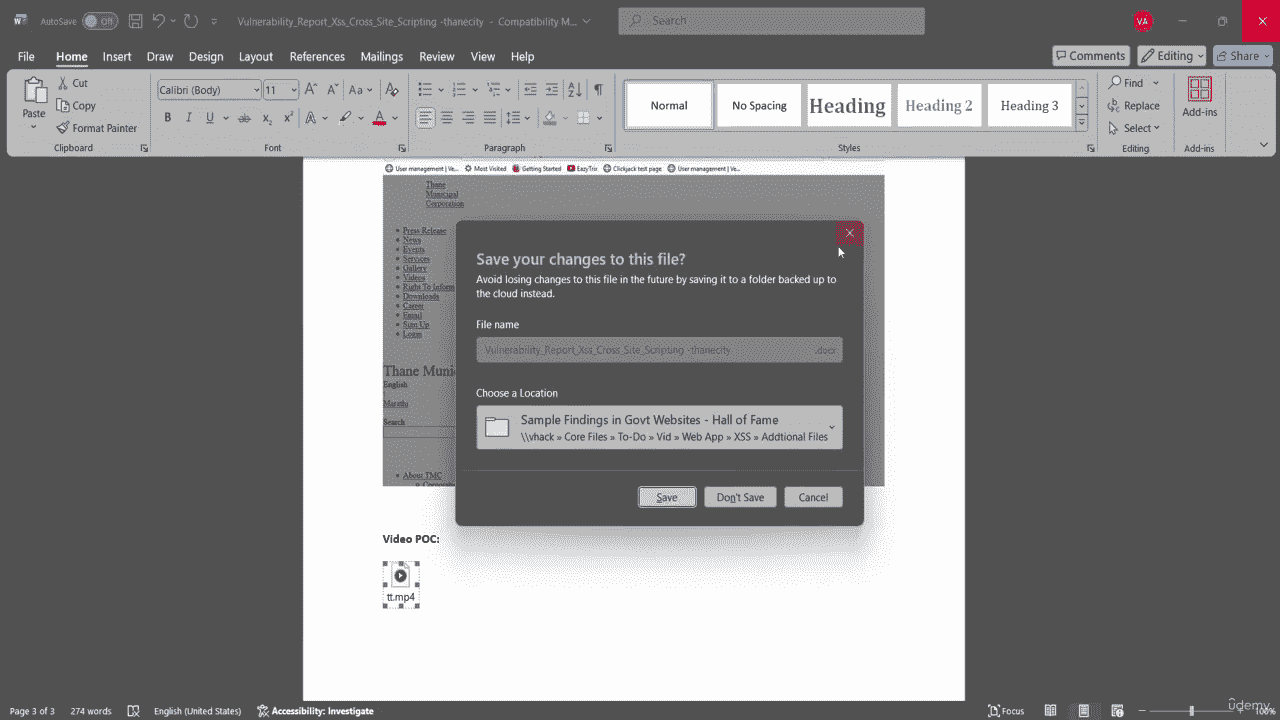 AutoSave Off Vulnerability_Report_Xss_Cross_Site_Scripting -thanecity - Compatibility M... Search VA
File Home Insert Draw Design Layout References Mailings Review View Help Comments Editing Share
Paste Cut Copy Format Painter Clipboard
Calibri (Body) 11 Font
Paragraph
Normal No Spacing Heading Heading 2 Heading 3 Styles
Find Replace Select Editing
Add-ins Add-ins
User management | Ve... Most Visited Getting Started EazyTrix Clickjack test page User management | Ve...
Thane
Municipal
Corporation
Press Release
News
Events
Services
Gallery
Videos
Right To Inform
Downloads
Career
Email
Sign Up
Login
Thane Muni
English
Marathi
Search
About TMC
Corporate
Save your changes to this file?
Avoid losing changes to this file in the future by saving it to a folder backed up to
the cloud instead.
File name
Vulnerability_Report_Xss_Cross_Site_Scripting -thanecity .docx
Choose a Location
Sample Findings in Govt Websites - Hall of Fame
\\vhack » Core Files » To-Do » Vid » Web App » XSS » Addtional Files
Save Don't Save Cancel
Video POC:
tt.mp4
Page 3 of 3 274 words English (United States) Accessibility: Investigate Focus 100%
Udemy